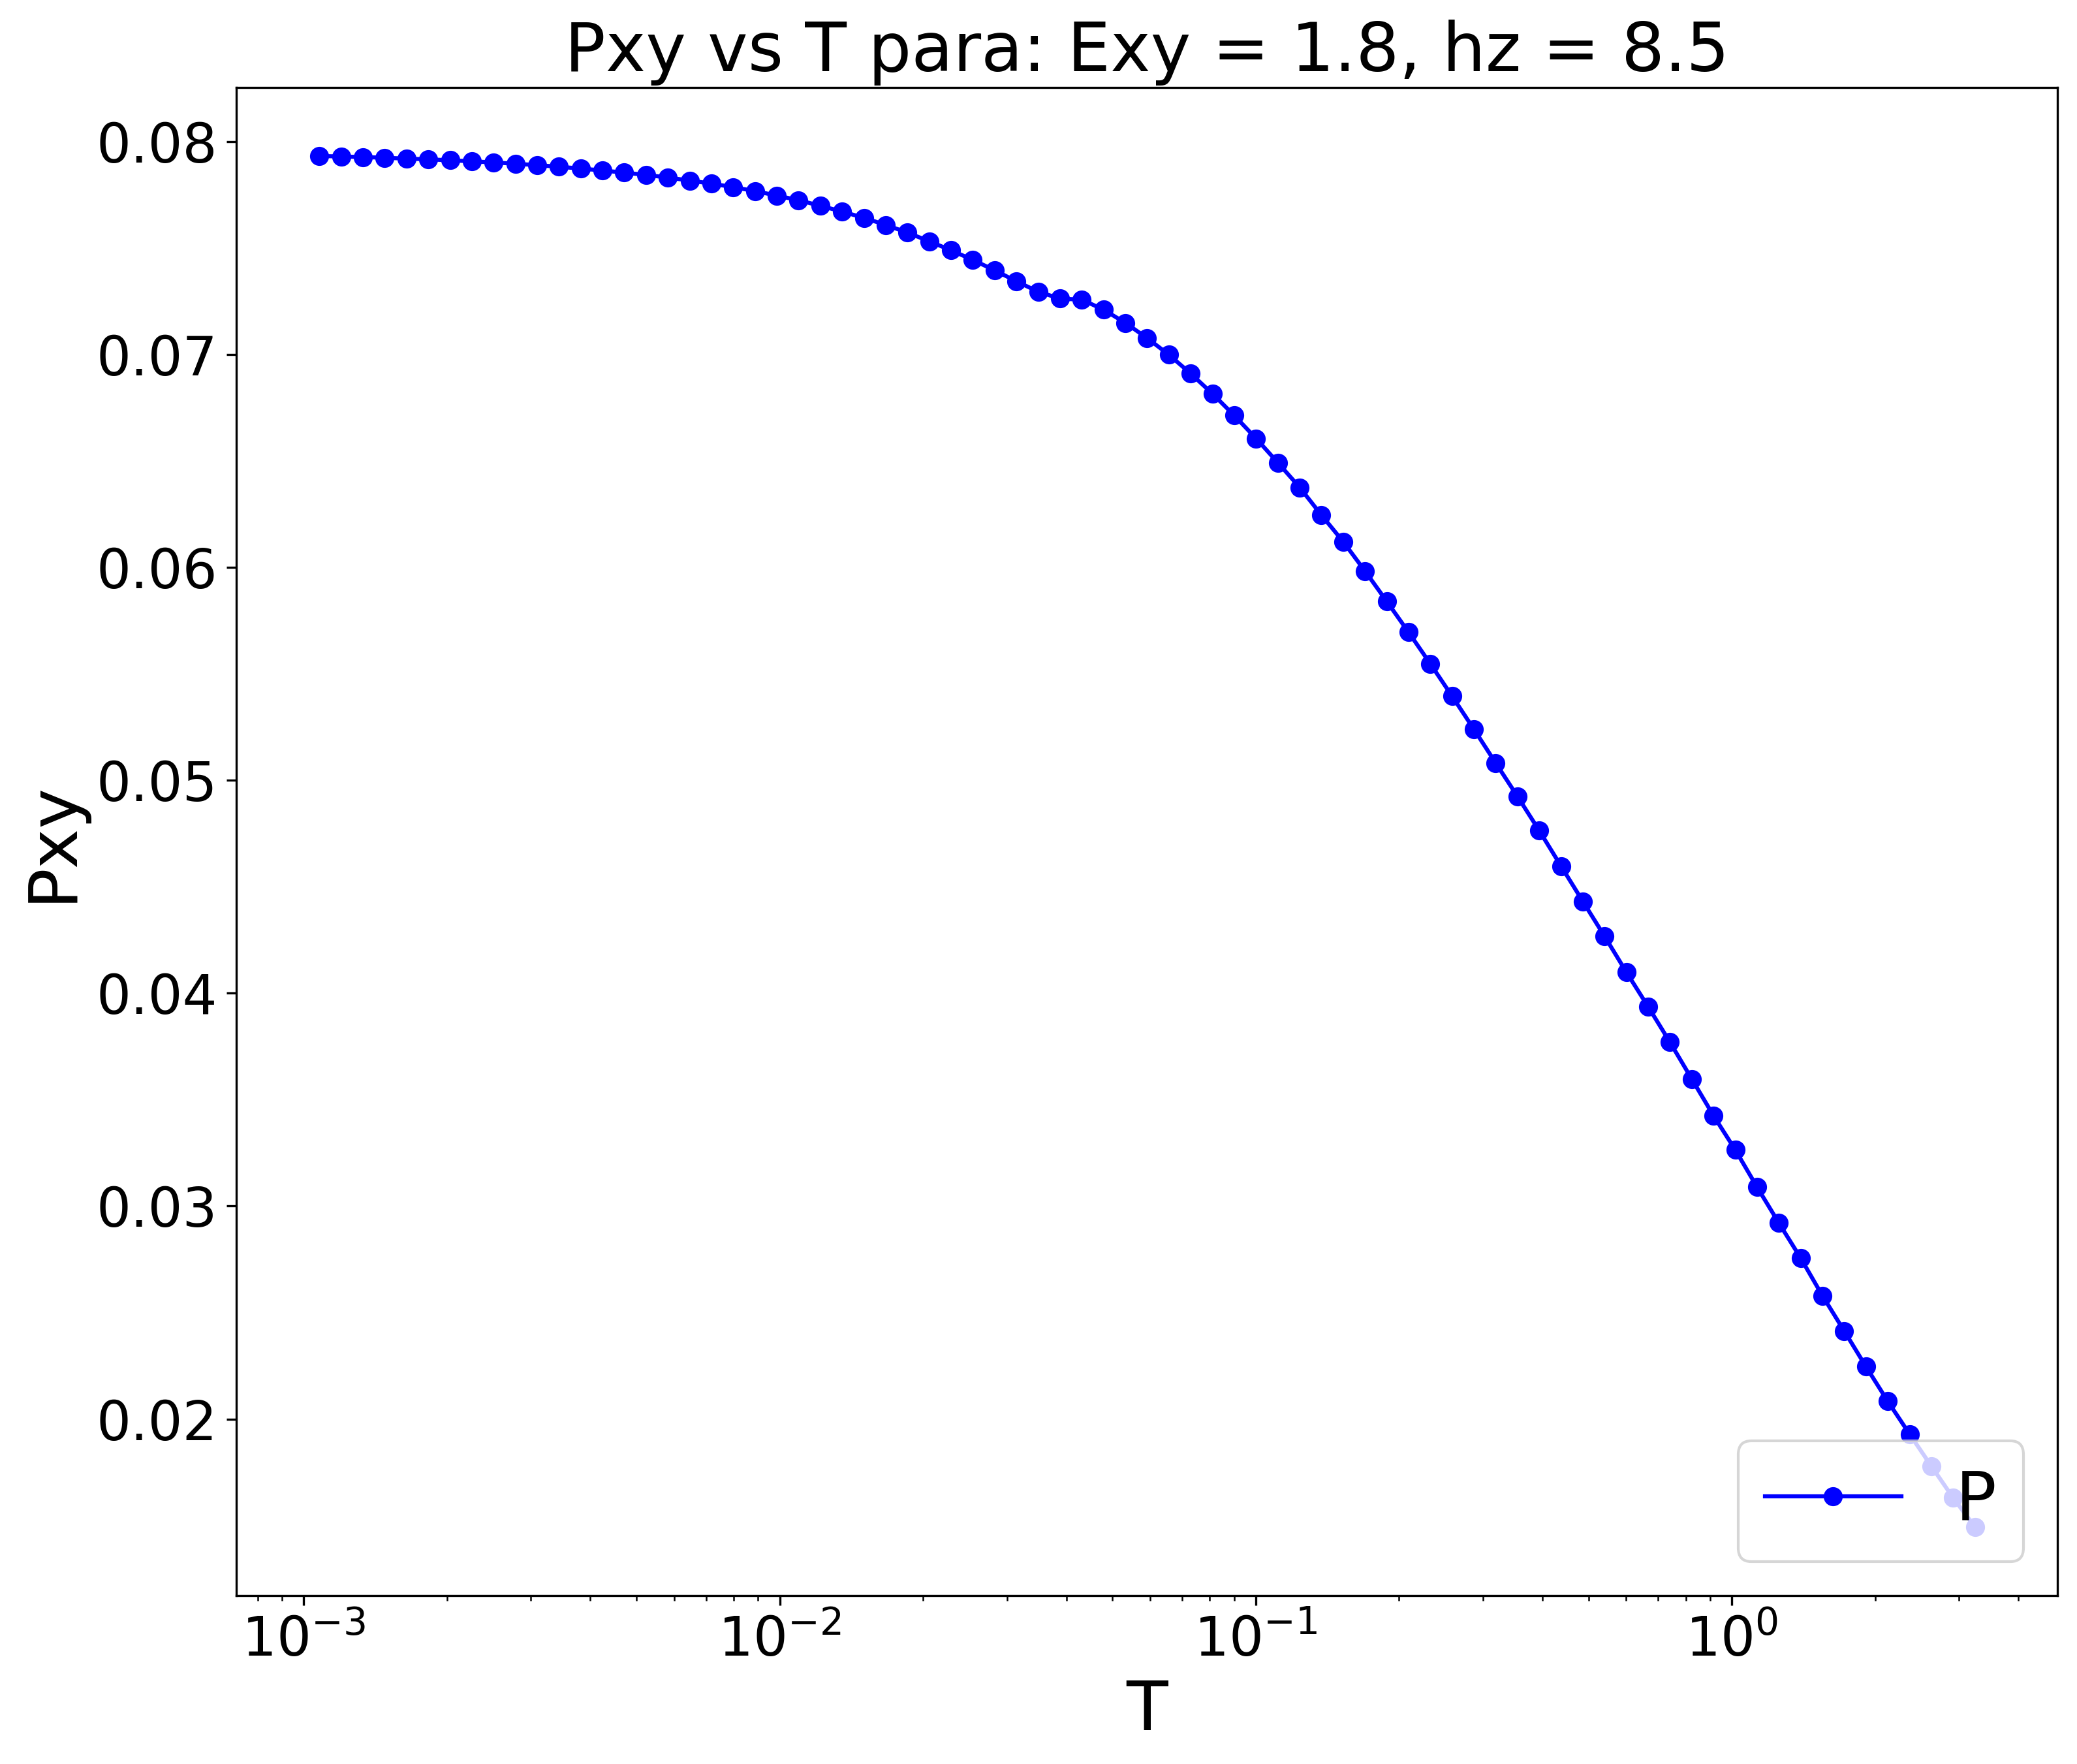 Pxy vs T para: Exy = 1.8, hz = 8.5
0.08
0.07
0.06
0.05
0.04
0.03
0.02
Pxy
P
10⁻³ 10⁻² 10⁻¹ 10⁰
T